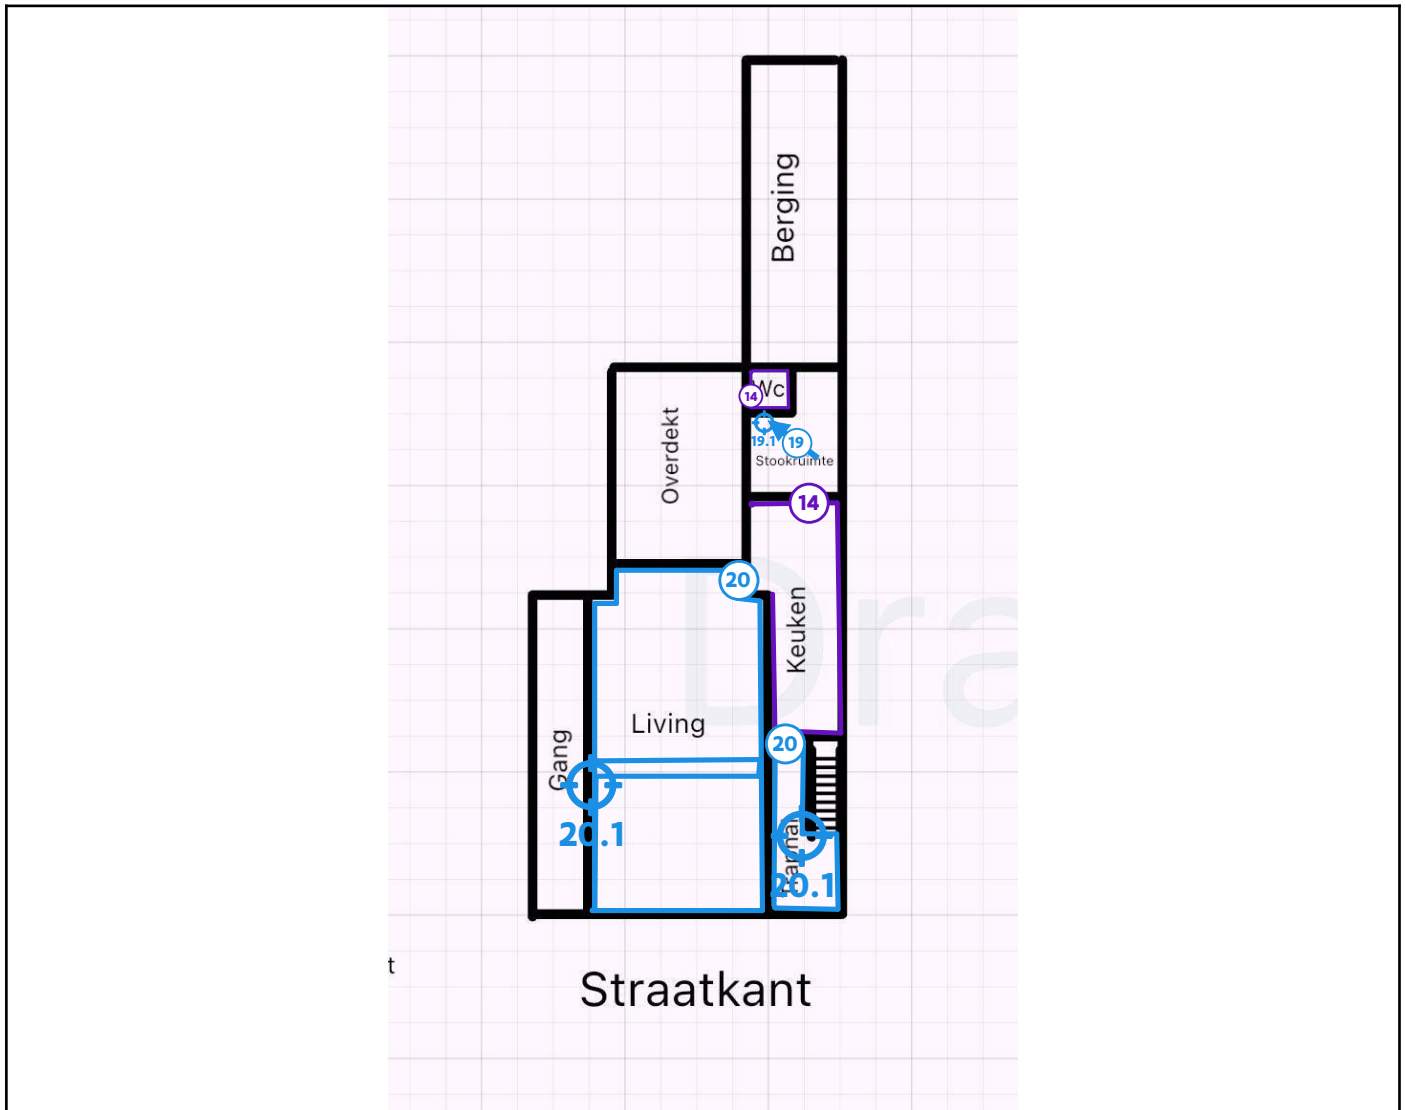 Berging
Wc
14
Overdekt
19.1
19
Stookruimte
14
20
Keuken
Living
20
Gang
20.1
20.1
t
Straatkant
Dra